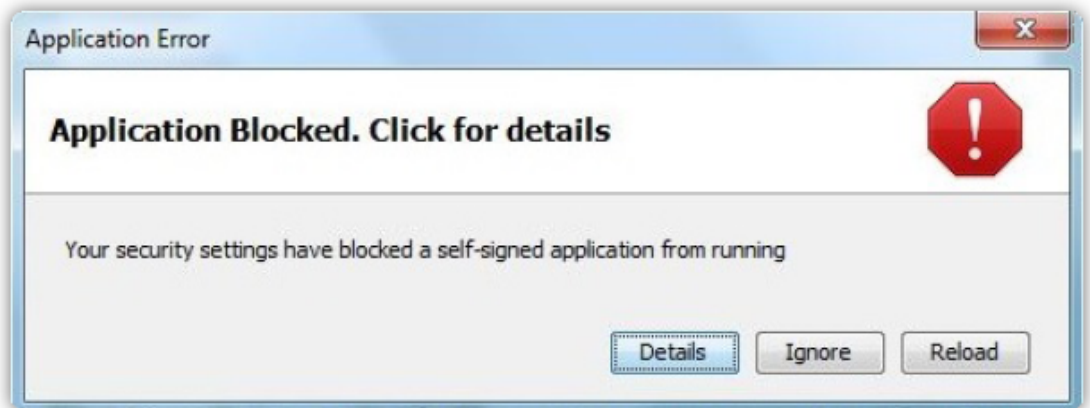 Application Error
Application Blocked. Click for details
Your security settings have blocked a self-signed application from running
Details
Ignore
Reload